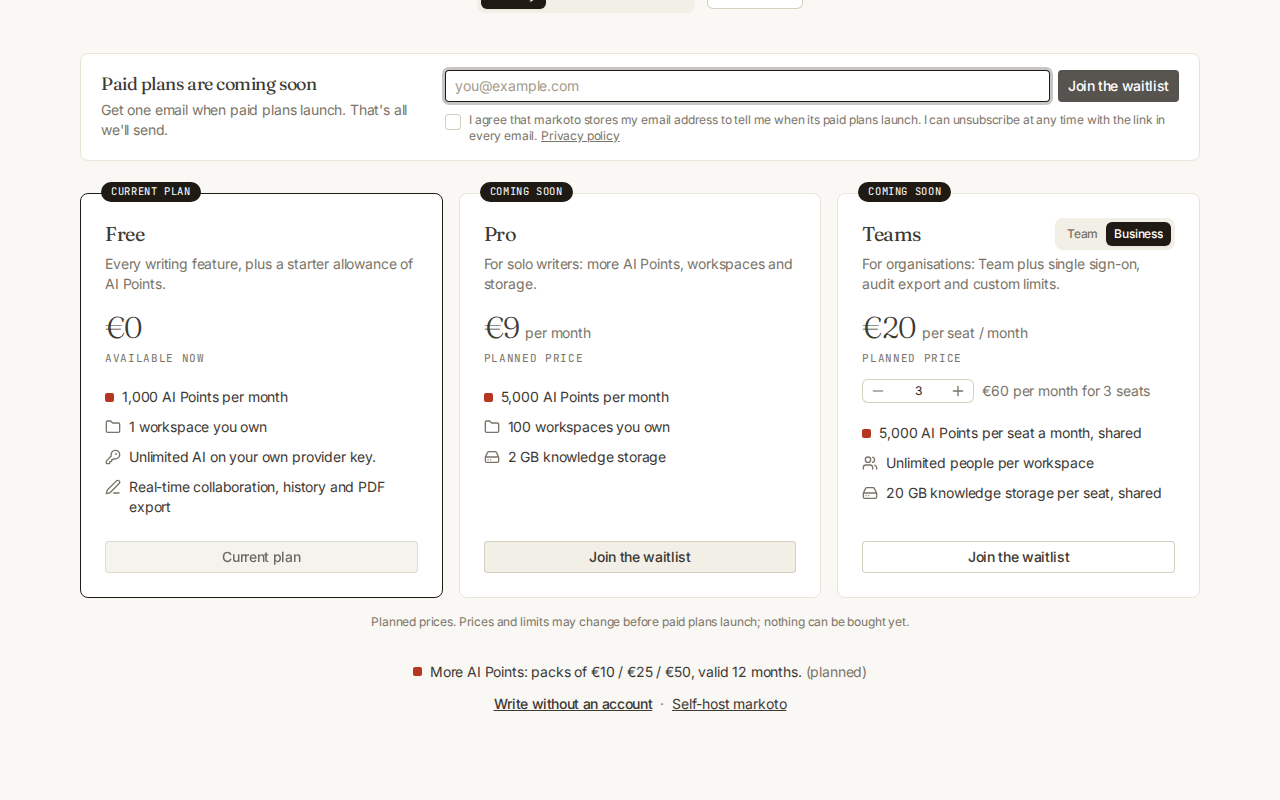 Paid plans are coming soon
Get one email when paid plans launch. That's all
we'll send.
you@example.com
Join the waitlist
I agree that markoto stores my email address to tell me when its paid plans launch. I can unsubscribe at any time with the link in
every email. Privacy policy
CURRENT PLAN
Free
Every writing feature, plus a starter allowance of
AI Points.
€0
AVAILABLE NOW
1,000 AI Points per month
1 workspace you own
Unlimited AI on your own provider key.
Real-time collaboration, history and PDF
export
Current plan
COMING SOON
Pro
For solo writers: more AI Points, workspaces and
storage.
€9 per month
PLANNED PRICE
5,000 AI Points per month
100 workspaces you own
2 GB knowledge storage
Join the waitlist
COMING SOON
Teams
Team Business
For organisations: Team plus single sign-on,
audit export and custom limits.
€20 per seat / month
PLANNED PRICE
3 €60 per month for 3 seats
5,000 AI Points per seat a month, shared
Unlimited people per workspace
20 GB knowledge storage per seat, shared
Join the waitlist
Planned prices. Prices and limits may change before paid plans launch; nothing can be bought yet.
More AI Points: packs of €10 / €25 / €50, valid 12 months. (planned)
Write without an account · Self-host markoto